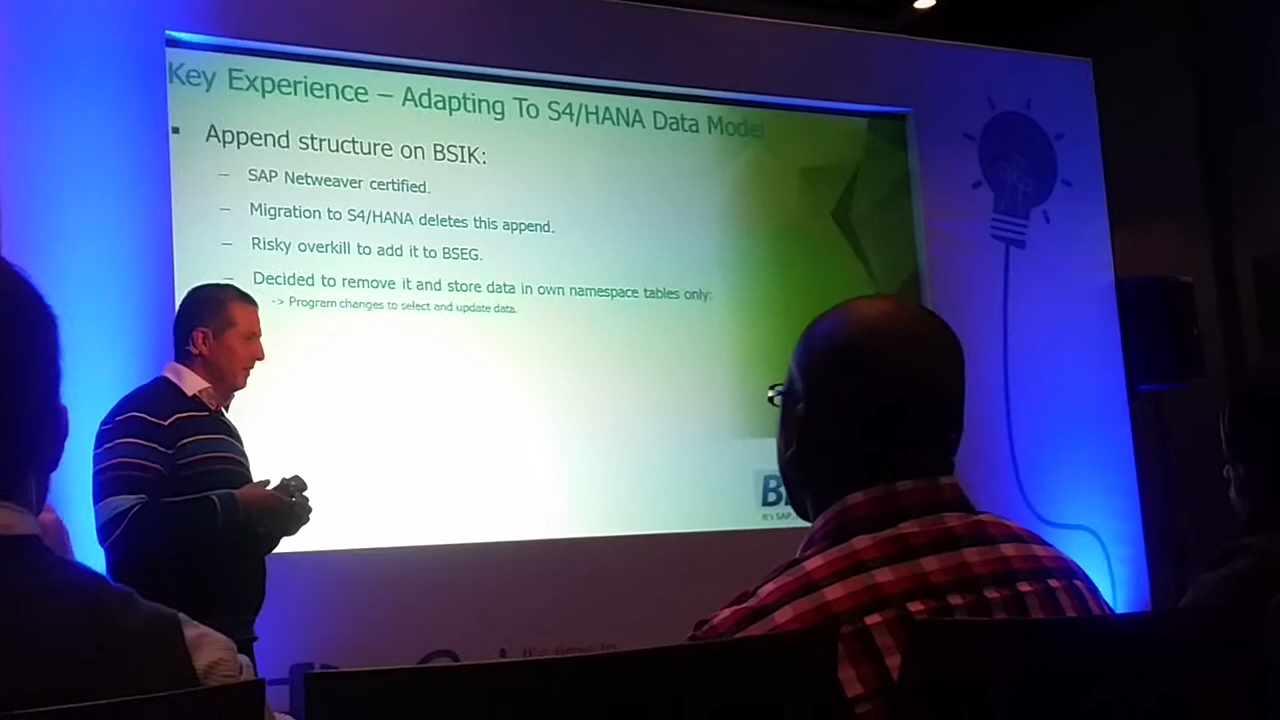 Key Experience – Adapting To S4/HANA Data Model
▪ Append structure on BSIK:
– SAP Netweaver certified.
– Migration to S4/HANA deletes this append.
– Risky overkill to add it to BSEG.
– Decided to remove it and store data in own namespace tables only:
-> Program changes to select and update data.
It's SAP